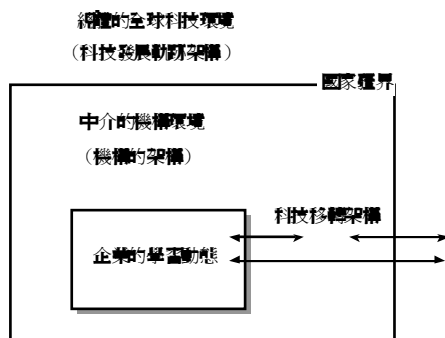 總體的全球科技環境
（科技發展軌跡架構）
國家疆界
中介的機構環境
（機構的架構）
科技移轉架構
企業的學習動態